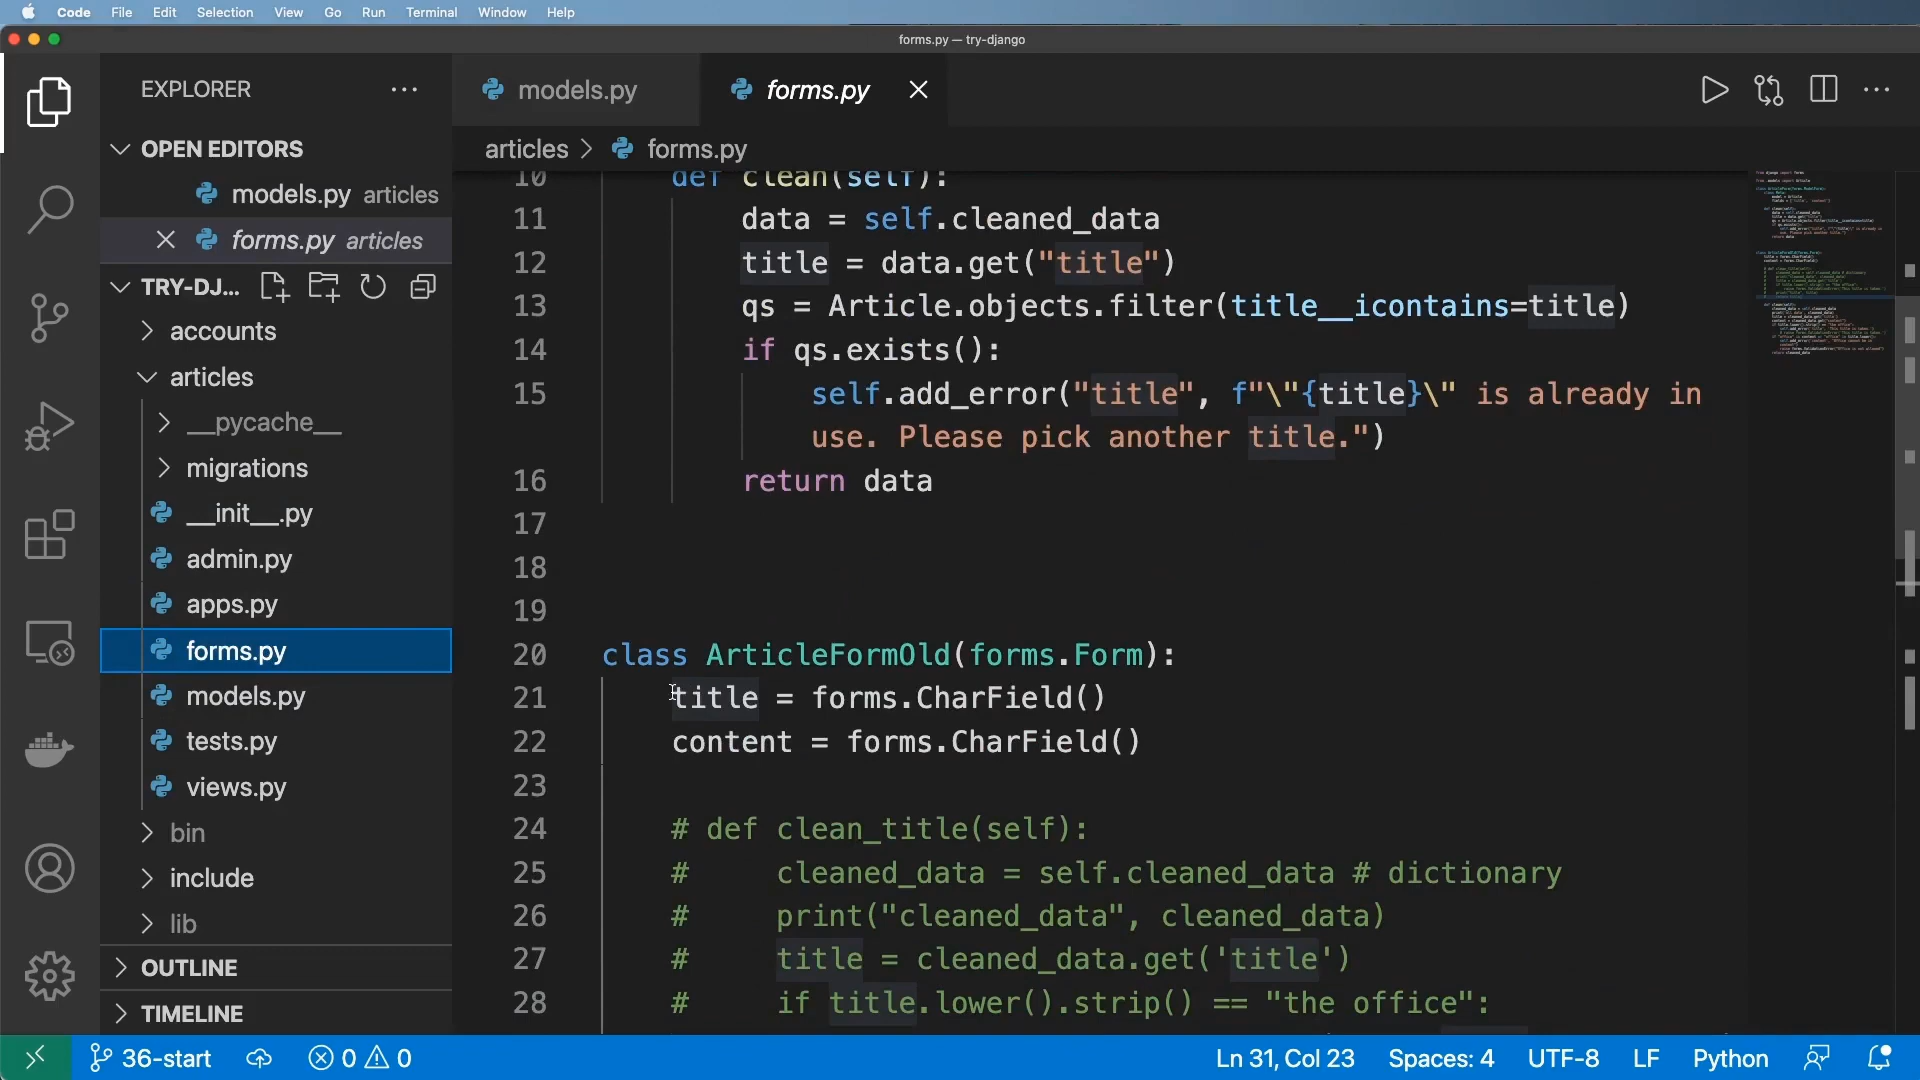 Code File Edit Selection View Go Run Terminal Window Help
forms.py — try-django
EXPLORER
models.py
forms.py
OPEN EDITORS
models.py articles
forms.py articles
TRY-DJ...
accounts
articles
__pycache__
migrations
__init__.py
admin.py
apps.py
forms.py
models.py
tests.py
views.py
bin
include
lib
OUTLINE
TIMELINE
articles > forms.py
10 def clean(self):
11 data = self.cleaned_data
12 title = data.get("title")
13 qs = Article.objects.filter(title__icontains=title)
14 if qs.exists():
15 self.add_error("title", f"\"{title}\" is already in
use. Please pick another title.")
16 return data
17
18
19
20 class ArticleFormOld(forms.Form):
21 title = forms.CharField()
22 content = forms.CharField()
23
24 # def clean_title(self):
25 #     cleaned_data = self.cleaned_data # dictionary
26 #     print("cleaned_data", cleaned_data)
27 #     title = cleaned_data.get('title')
28 #     if title.lower().strip() == "the office":
36-start 0 0 Ln 31, Col 23 Spaces: 4 UTF-8 LF Python